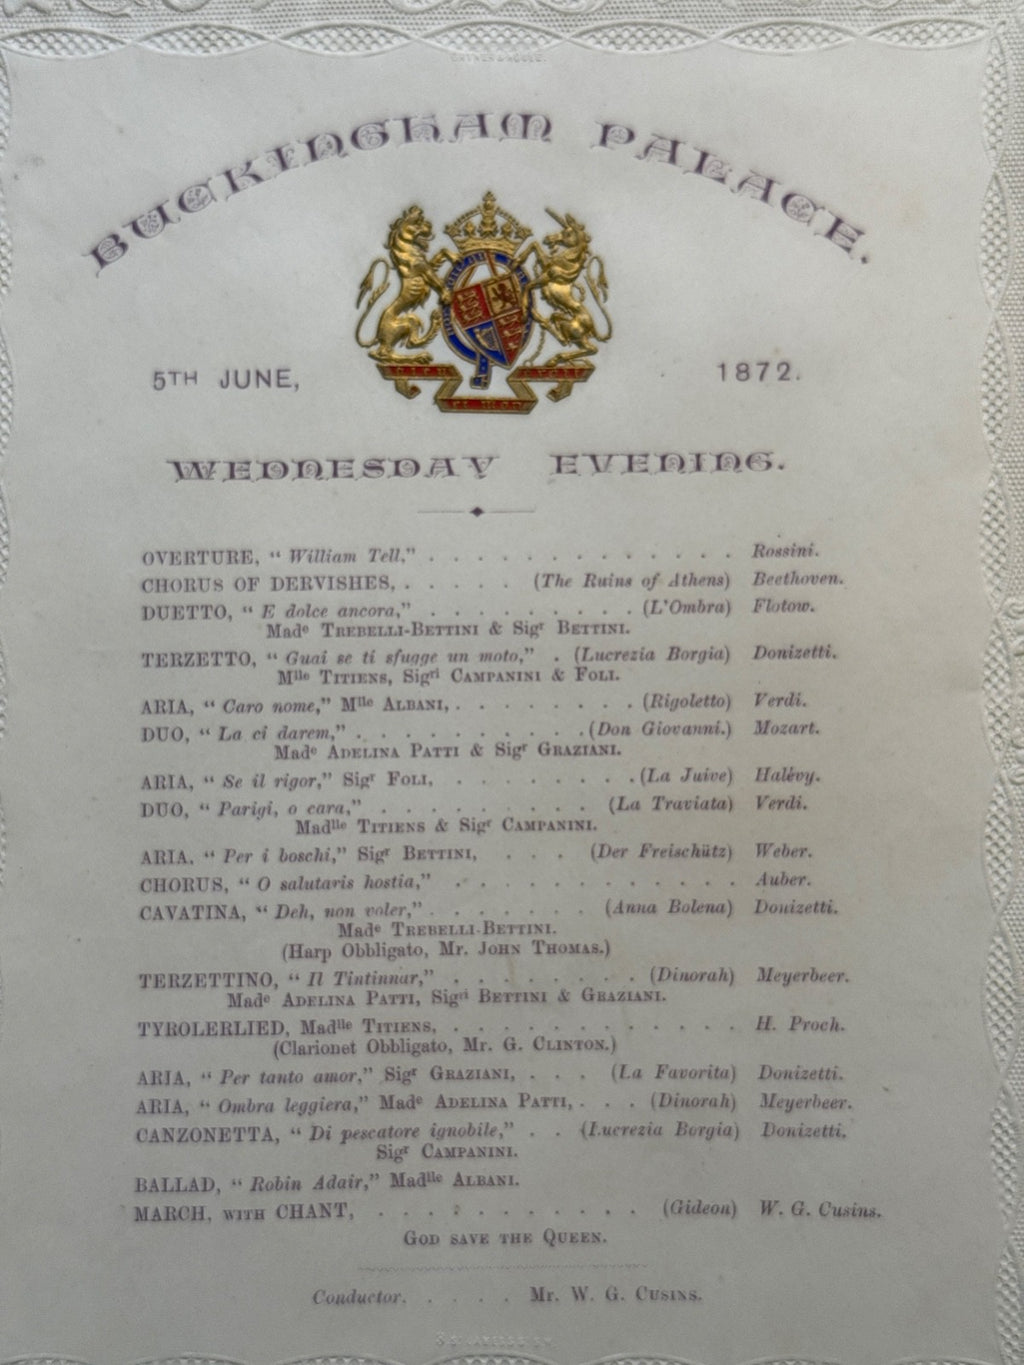 BUCKINGHAM PALACE.
5TH JUNE, 1872.
WEDNESDAY EVENING.
OVERTURE, “ William Tell,” . . . . . . . . . . . . . Rossini.
CHORUS OF DERVISHES, . . . . . (The Ruins of Athens) Beethoven.
DUETTO, “ E dolce ancora,” . . . . . . . . . (L'Ombra) Flotow.
Made TREBELLI-BETTINI & Sigr BETTINI.
TERZETTO, “ Guai se ti sfugge un moto,” . (Lucrezia Borgia) Donizetti.
Mlle TITIENS, Sigri CAMPANINI & FOLI.
ARIA, “ Caro nome,” Mlle ALBANI, . . . . . . . . (Rigoletto) Verdi.
DUO, “ La ci darem,” . . . . . . . . . . (Don Giovanni.) Mozart.
Made ADELINA PATTI & Sigr GRAZIANI.
ARIA, “ Se il rigor,” Sigr FOLI, . . . . . . . . (La Juive) Halévy.
DUO, “ Parigi, o cara,” . . . . . . . . . . (La Traviata) Verdi.
Madlle TITIENS & Sigr CAMPANINI.
ARIA, “ Per i boschi,” Sigr BETTINI, . . . . (Der Freischütz) Weber.
CHORUS, “ O salutaris hostia,” . . . . . . . . . . . . . Auber.
CAVATINA, “ Deh, non voler,” . . . . . . . (Anna Bolena) Donizetti.
Made TREBELLI-BETTINI.
(Harp Obbligato, Mr. JOHN THOMAS.)
TERZETTINO, “ Il Tintinnar,” . . . . . . . . (Dinorah) Meyerbeer.
Made ADELINA PATTI, Sigri BETTINI & GRAZIANI.
TYROLERLIED, Madlle TITIENS, . . . . . . . . . . . . H. Proch.
(Clarionet Obbligato, Mr. G. CLINTON.)
ARIA, “ Per tanto amor,” Sigr GRAZIANI, . . . (La Favorita) Donizetti.
ARIA, “ Ombra leggiera,” Made ADELINA PATTI, . . . (Dinorah) Meyerbeer.
CANZONETTA, “ Di pescatore ignobile,” . . (Lucrezia Borgia) Donizetti.
Sigr CAMPANINI.
BALLAD, “ Robin Adair,” Madlle ALBANI.
MARCH, WITH CHANT, . . . . . . . . . . . (Gideon) W. G. Cusins.
GOD SAVE THE QUEEN.
Conductor. . . . . Mr. W. G. CUSINS.